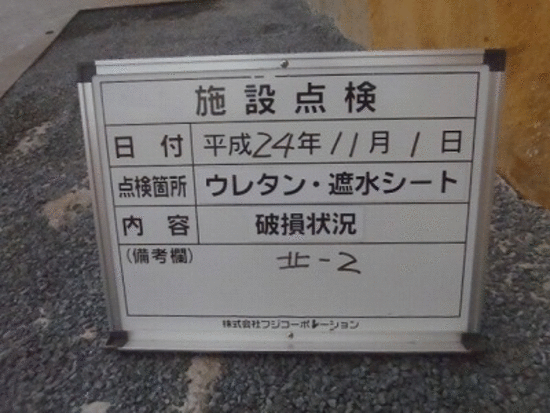 施設点検
日付 平成24年11月1日
点検箇所 ウレタン・遮水シート
内容 破損状況
(備考欄) 北-2
株式会社フジコーポレーション